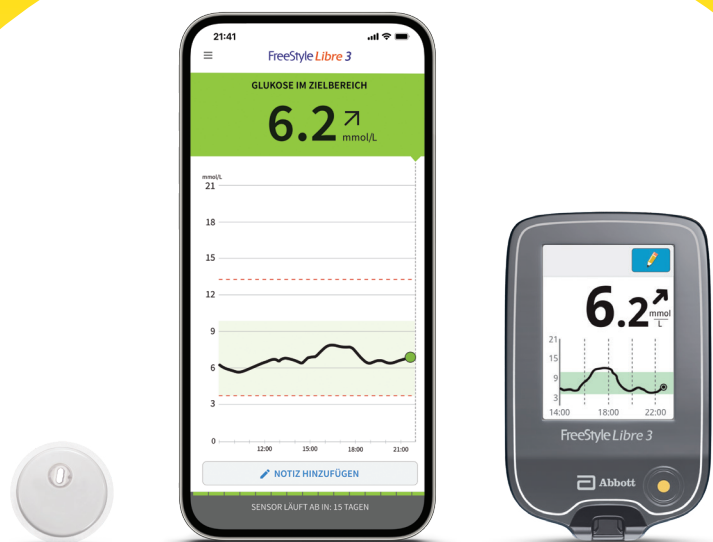 21:41
FreeStyle Libre 3
GLUKOSE IM ZIELBEREICH
6.2
mmol/L
mmol/L
21
18
15
12
9
6
3
0
12:00 15:00 18:00 21:00
NOTIZ HINZUFÜGEN
SENSOR LÄUFT AB IN: 15 TAGEN
6.2
mmol
L
21
15
9
3
14:00 18:00 22:00
FreeStyle Libre 3
Abbott